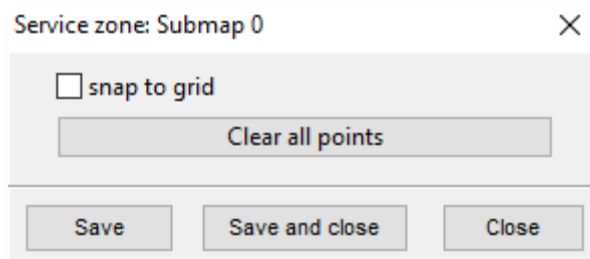 Service zone: Submap 0
snap to grid
Clear all points
Save
Save and close
Close